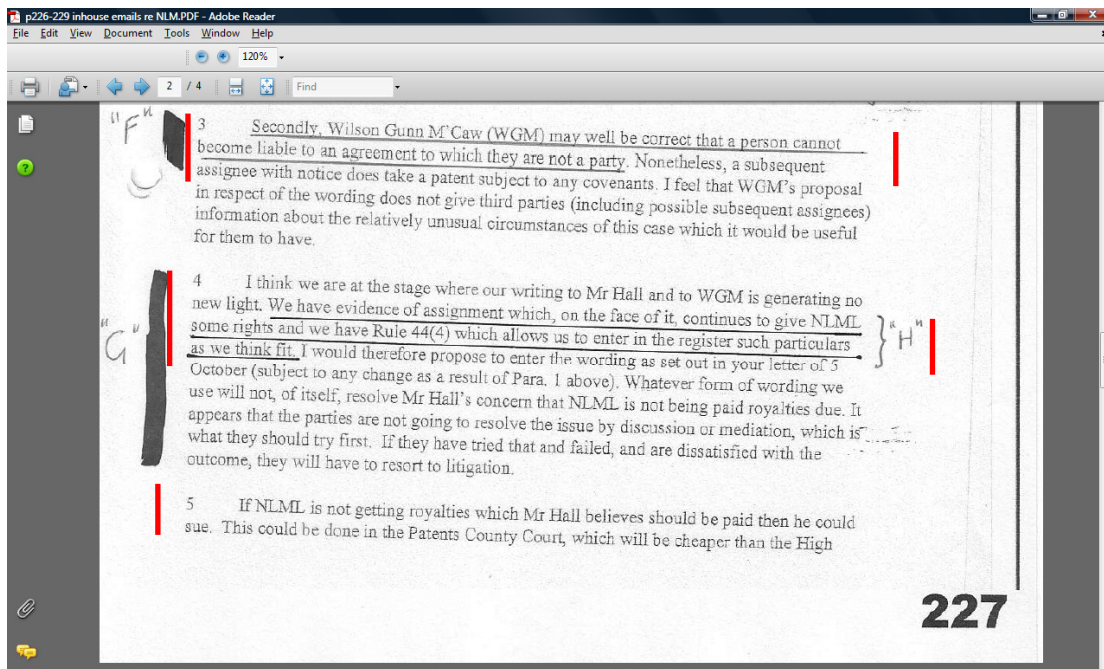 p226-229 inhouse emails re NLM.PDF - Adobe Reader
File Edit View Document Tools Window Help
120%
2 / 4 Find
"F"
3 Secondly, Wilson Gunn M'Caw (WGM) may well be correct that a person cannot
become liable to an agreement to which they are not a party. Nonetheless, a subsequent
assignee with notice does take a patent subject to any covenants. I feel that WGM's proposal
in respect of the wording does not give third parties (including possible subsequent assignees)
information about the relatively unusual circumstances of this case which it would be useful
for them to have.
4 I think we are at the stage where our writing to Mr Hall and to WGM is generating no
new light. We have evidence of assignment which, on the face of it, continues to give NLML
some rights and we have Rule 44(4) which allows us to enter in the register such particulars
"G"
"H"
as we think fit. I would therefore propose to enter the wording as set out in your letter of 5
October (subject to any change as a result of Para. 1 above). Whatever form of wording we
use will not, of itself, resolve Mr Hall's concern that NLML is not being paid royalties due. It
appears that the parties are not going to resolve the issue by discussion or mediation, which is
what they should try first. If they have tried that and failed, and are dissatisfied with the
outcome, they will have to resort to litigation.
5 If NLML is not getting royalties which Mr Hall believes should be paid then he could
sue. This could be done in the Patents County Court, which will be cheaper than the High
227